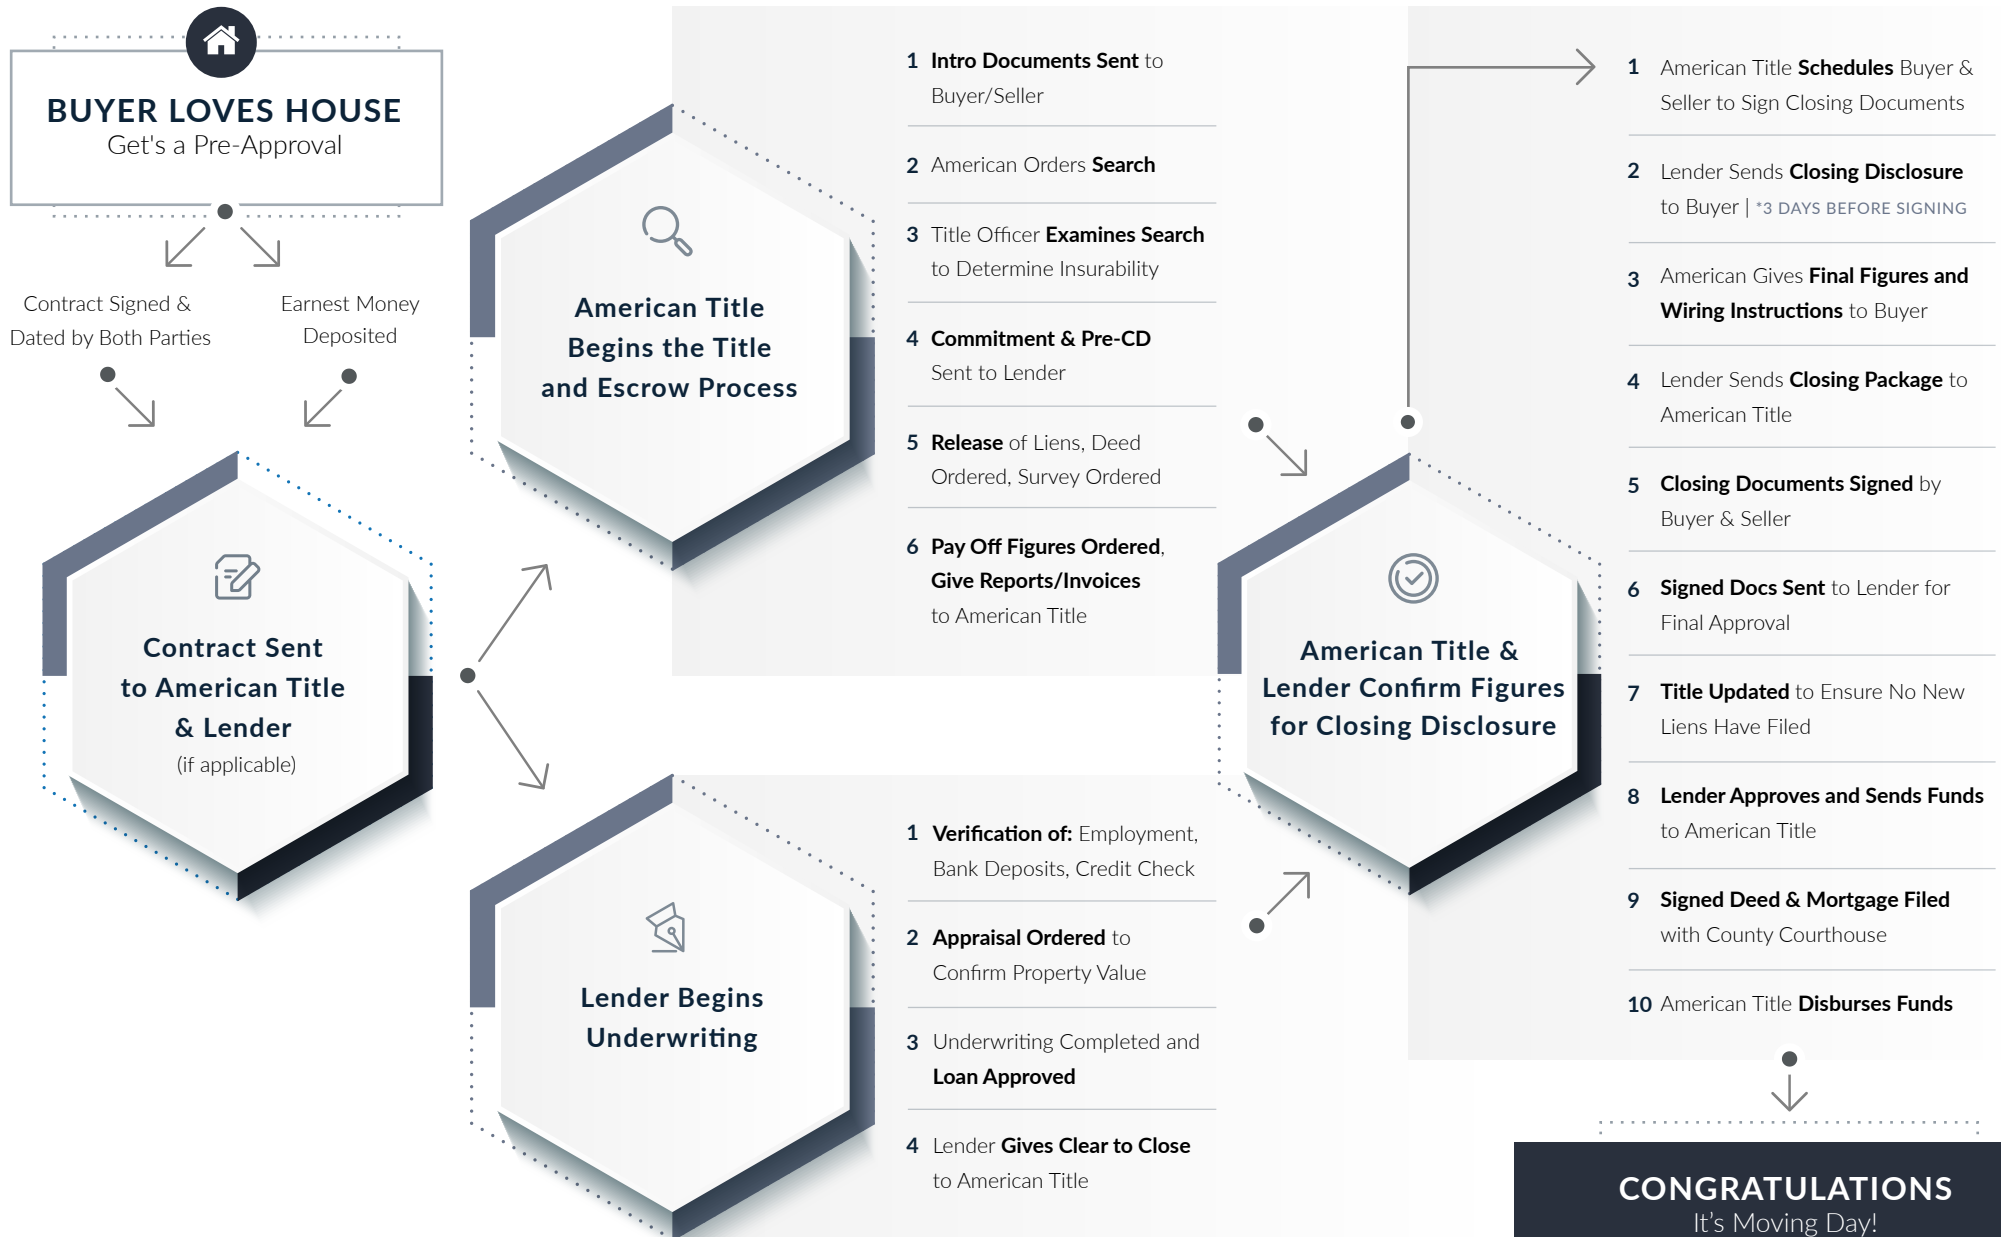 BUYER LOVES HOUSE
Get's a Pre-Approval
Contract Signed &
Dated by Both Parties
Earnest Money
Deposited
Contract Sent
to American Title
& Lender
(if applicable)
American Title
Begins the Title
and Escrow Process
1 Intro Documents Sent to
Buyer/Seller
2 American Orders Search
3 Title Officer Examines Search
to Determine Insurability
4 Commitment & Pre-CD
Sent to Lender
5 Release of Liens, Deed
Ordered, Survey Ordered
6 Pay Off Figures Ordered,
Give Reports/Invoices
to American Title
Lender Begins
Underwriting
1 Verification of: Employment,
Bank Deposits, Credit Check
2 Appraisal Ordered to
Confirm Property Value
3 Underwriting Completed and
Loan Approved
4 Lender Gives Clear to Close
to American Title
American Title &
Lender Confirm Figures
for Closing Disclosure
1 American Title Schedules Buyer &
Seller to Sign Closing Documents
2 Lender Sends Closing Disclosure
to Buyer | *3 DAYS BEFORE SIGNING
3 American Gives Final Figures and
Wiring Instructions to Buyer
4 Lender Sends Closing Package to
American Title
5 Closing Documents Signed by
Buyer & Seller
6 Signed Docs Sent to Lender for
Final Approval
7 Title Updated to Ensure No New
Liens Have Filed
8 Lender Approves and Sends Funds
to American Title
9 Signed Deed & Mortgage Filed
with County Courthouse
10 American Title Disburses Funds
CONGRATULATIONS
It's Moving Day!